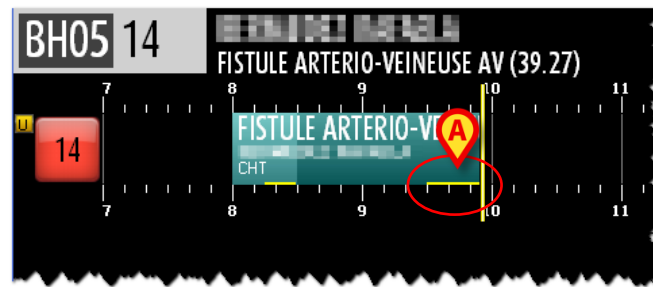 BH05 14
FISTULE ARTERIO-VEINEUSE AV (39.27)
7 8 9 10 11
U
14
FISTULE ARTERIO-VE
A
CHT
7 8 9 10 11